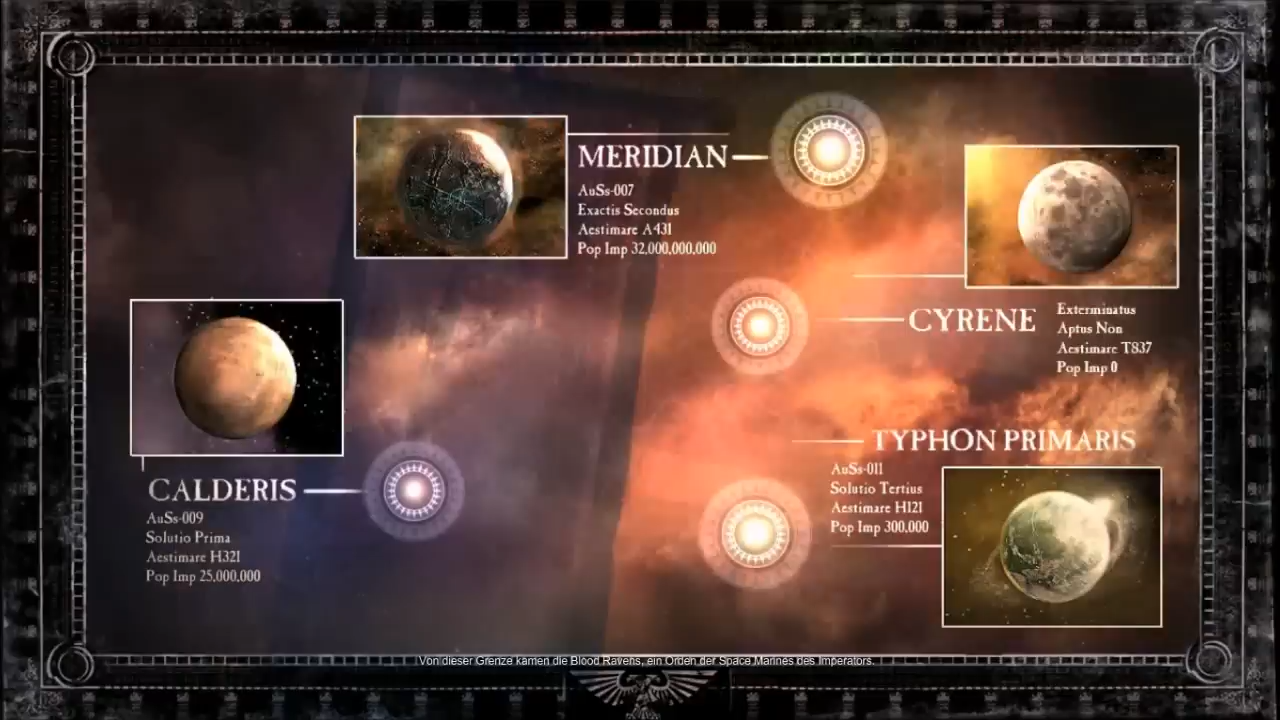 MERIDIAN
AuSs-007
Exactis Secundus
Aestimare A431
Pop Imp 32,000,000,000
CYRENE
Exterminatus
Aptus Non
Aestimare T837
Pop Imp 0
TYPHON PRIMARIS
AuSs-011
Solutio Tertius
Aestimare H121
Pop Imp 300,000
CALDERIS
AuSs-009
Solutio Prima
Aestimare H321
Pop Imp 25,000,000
Von dieser Grenze kamen die Blood Ravens, ein Orden der Space Marines des Imperators.